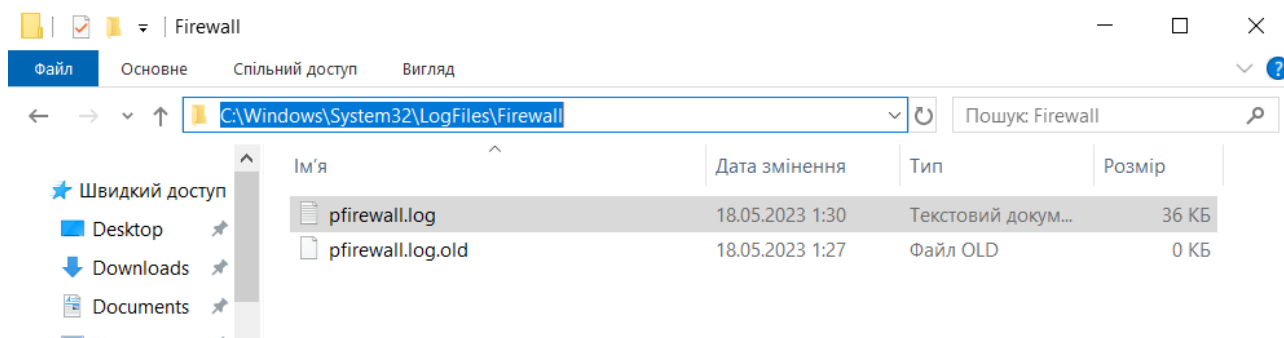 Firewall
Файл Основне Спільний доступ Вигляд
C:\Windows\System32\LogFiles\Firewall Пошук: Firewall
Ім'я Дата змінення Тип Розмір
Швидкий доступ
pfirewall.log 18.05.2023 1:30 Текстовий докум... 36 КБ
Desktop
pfirewall.log.old 18.05.2023 1:27 Файл OLD 0 КБ
Downloads
Documents